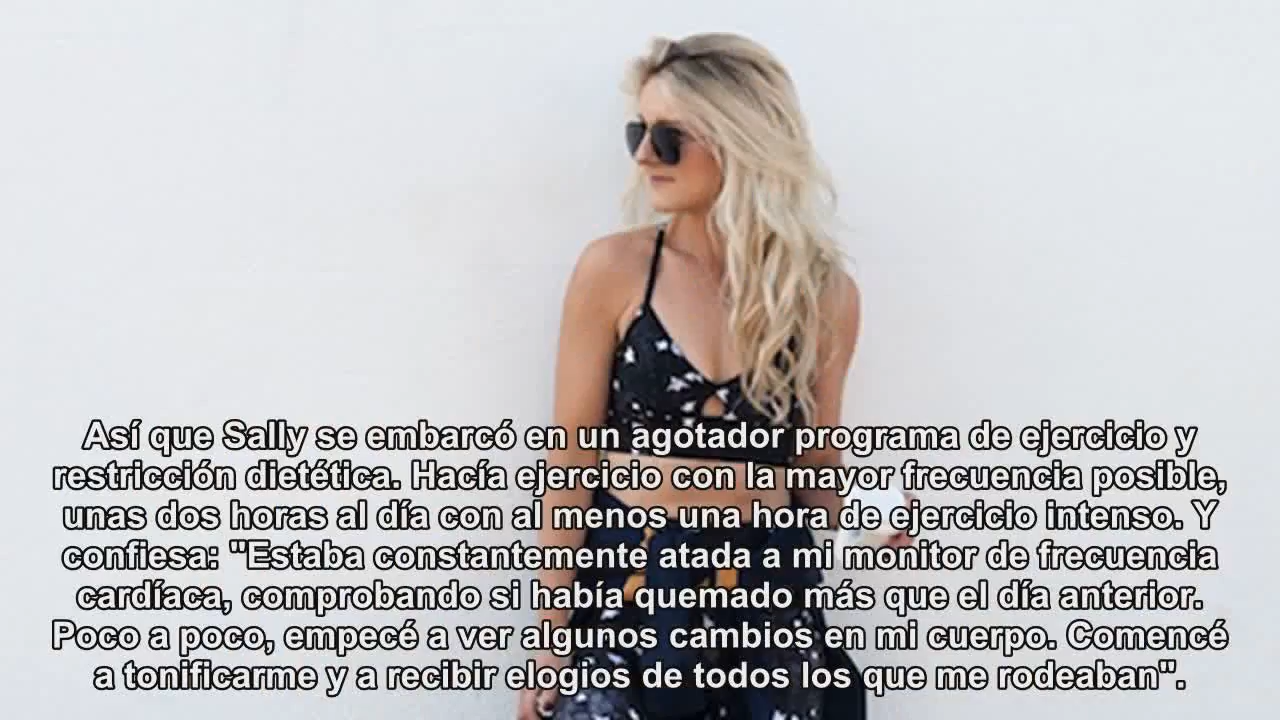 Así que Sally se embarcó en un agotador programa de ejercicio y
restricción dietética. Hacía ejercicio con la mayor frecuencia posible,
unas dos horas al día con al menos una hora de ejercicio intenso. Y
confiesa: "Estaba constantemente atada a mi monitor de frecuencia
cardíaca, comprobando si había quemado más que el día anterior.
Poco a poco, empecé a ver algunos cambios en mi cuerpo. Comencé
a tonificarme y a recibir elogios de todos los que me rodeaban".